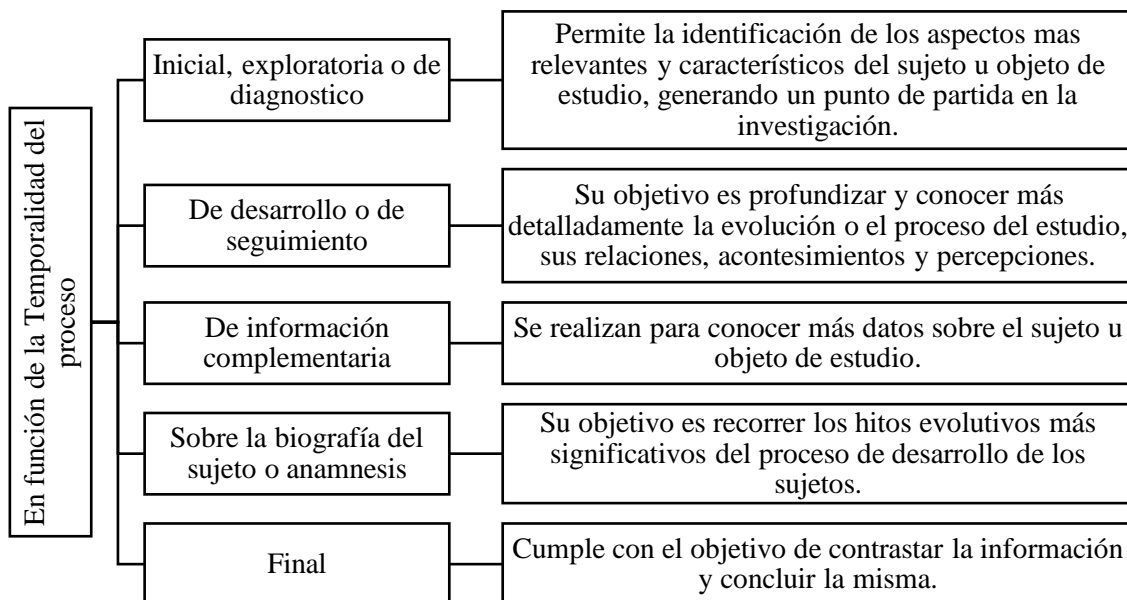 En función de la Temporalidad del
proceso
Inicial, exploratoria o de
diagnostico
Permite la identificación de los aspectos mas
relevantes y característicos del sujeto u objeto de
estudio, generando un punto de partida en la
investigación.
De desarrollo o de
seguimiento
Su objetivo es profundizar y conocer más
detalladamente la evolución o el proceso del estudio,
sus relaciones, acontesimientos y percepciones.
De información
complementaria
Se realizan para conocer más datos sobre el sujeto u
objeto de estudio.
Sobre la biografía del
sujeto o anamnesis
Su objetivo es recorrer los hitos evolutivos más
significativos del proceso de desarrollo de los
sujetos.
Final
Cumple con el objetivo de contrastar la información
y concluir la misma.